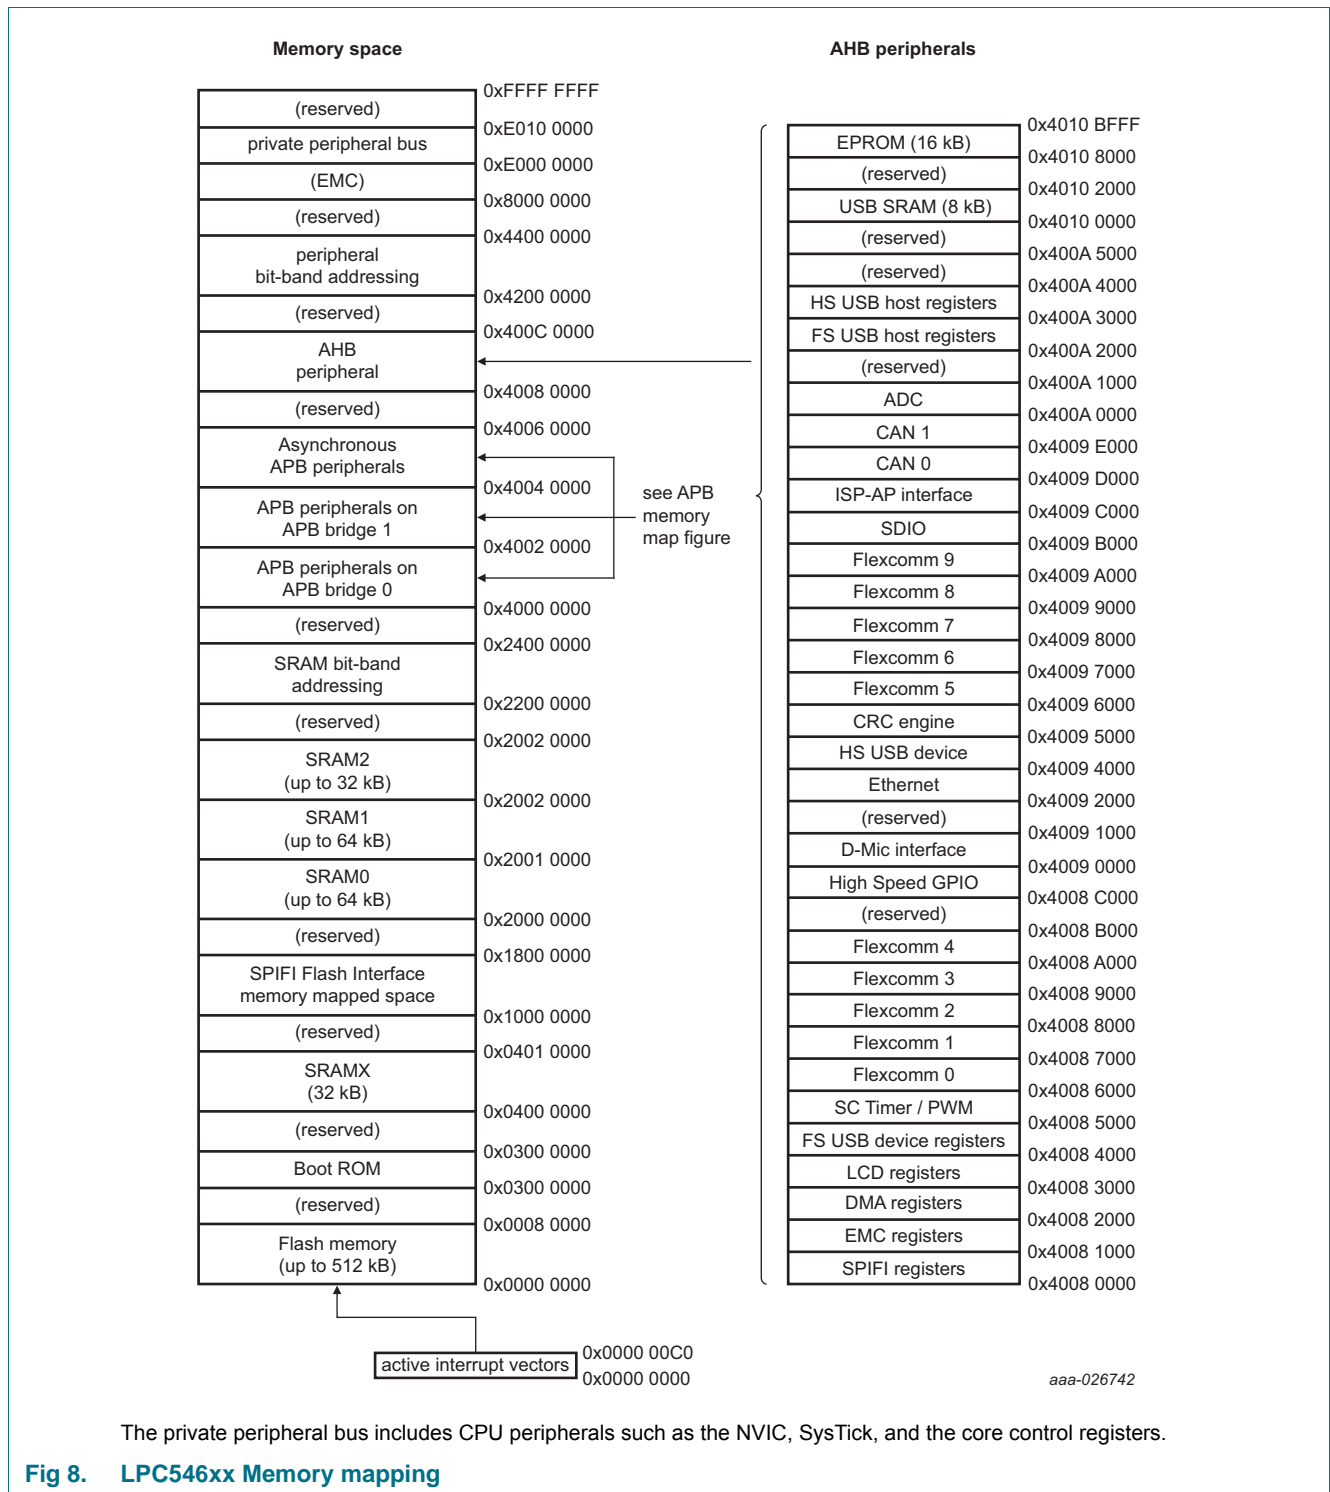 Memory space
0xFFFF FFFF
(reserved)
0xE010 0000
private peripheral bus
0xE000 0000
(EMC)
0x8000 0000
(reserved)
0x4400 0000
peripheral
bit-band addressing
0x4200 0000
(reserved)
0x400C 0000
AHB
peripheral
0x4008 0000
(reserved)
0x4006 0000
Asynchronous
APB peripherals
0x4004 0000
APB peripherals on
APB bridge 1
0x4002 0000
APB peripherals on
APB bridge 0
0x4000 0000
(reserved)
0x2400 0000
SRAM bit-band
addressing
0x2200 0000
(reserved)
0x2002 0000
SRAM2
(up to 32 kB)
0x2002 0000
SRAM1
(up to 64 kB)
0x2001 0000
SRAM0
(up to 64 kB)
0x2000 0000
(reserved)
0x1800 0000
SPIFI Flash Interface
memory mapped space
0x1000 0000
(reserved)
0x0401 0000
SRAMX
(32 kB)
0x0400 0000
(reserved)
0x0300 0000
Boot ROM
0x0300 0000
(reserved)
0x0008 0000
Flash memory
(up to 512 kB)
0x0000 0000
active interrupt vectors
0x0000 00C0
0x0000 0000
see APB
memory
map figure
AHB peripherals
0x4010 BFFF
EPROM (16 kB)
0x4010 8000
(reserved)
0x4010 2000
USB SRAM (8 kB)
0x4010 0000
(reserved)
0x400A 5000
(reserved)
0x400A 4000
HS USB host registers
0x400A 3000
FS USB host registers
0x400A 2000
(reserved)
0x400A 1000
ADC
0x400A 0000
CAN 1
0x4009 E000
CAN 0
0x4009 D000
ISP-AP interface
0x4009 C000
SDIO
0x4009 B000
Flexcomm 9
0x4009 A000
Flexcomm 8
0x4009 9000
Flexcomm 7
0x4009 8000
Flexcomm 6
0x4009 7000
Flexcomm 5
0x4009 6000
CRC engine
0x4009 5000
HS USB device
0x4009 4000
Ethernet
0x4009 2000
(reserved)
0x4009 1000
D-Mic interface
0x4009 0000
High Speed GPIO
0x4008 C000
(reserved)
0x4008 B000
Flexcomm 4
0x4008 A000
Flexcomm 3
0x4008 9000
Flexcomm 2
0x4008 8000
Flexcomm 1
0x4008 7000
Flexcomm 0
0x4008 6000
SC Timer / PWM
0x4008 5000
FS USB device registers
0x4008 4000
LCD registers
0x4008 3000
DMA registers
0x4008 2000
EMC registers
0x4008 1000
SPIFI registers
0x4008 0000
aaa-026742
The private peripheral bus includes CPU peripherals such as the NVIC, SysTick, and the core control registers.
Fig 8. LPC546xx Memory mapping